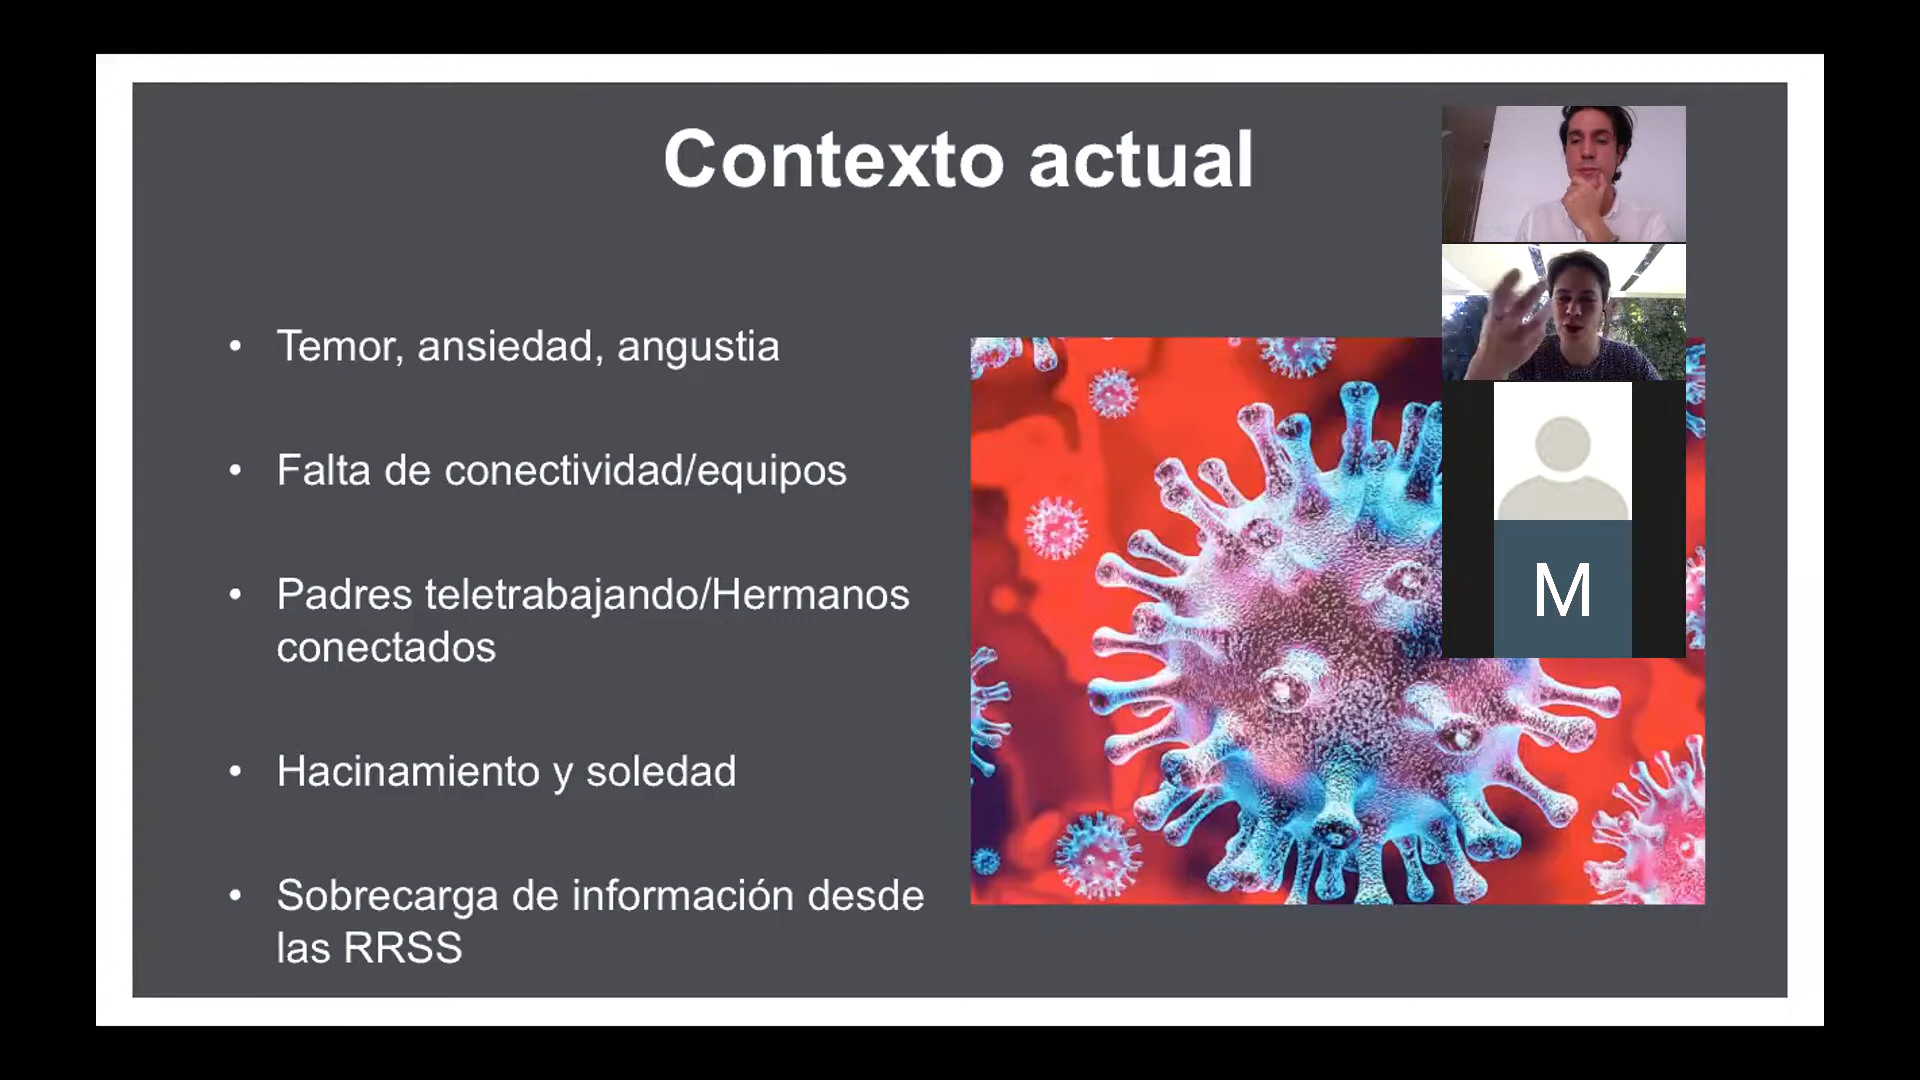 Contexto actual
• Temor, ansiedad, angustia
• Falta de conectividad/equipos
• Padres teletrabajando/Hermanos
conectados
• Hacinamiento y soledad
• Sobrecarga de información desde
las RRSS
M